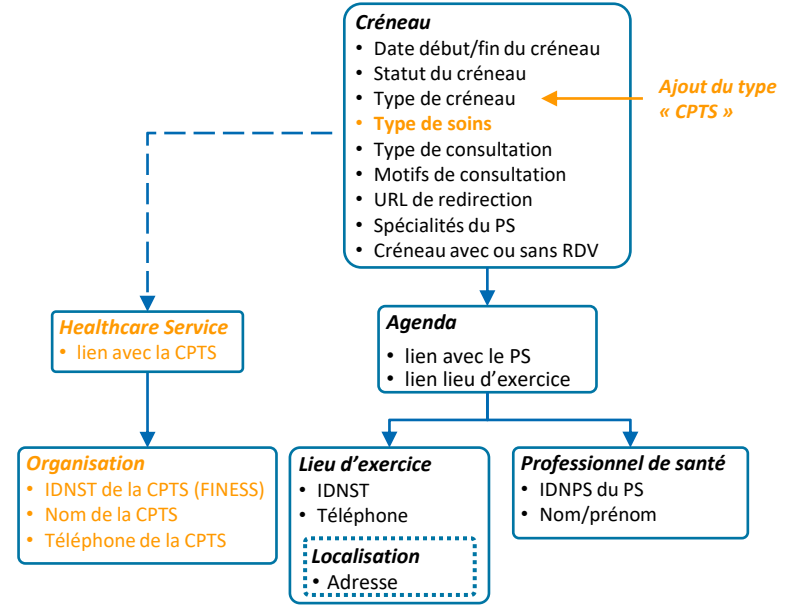 Créneau
• Date début/fin du créneau
• Statut du créneau
• Type de créneau
• Type de soins
• Type de consultation
• Motifs de consultation
• URL de redirection
• Spécialités du PS
• Créneau avec ou sans RDV
Ajout du type
« CPTS »
Healthcare Service
• lien avec la CPTS
Agenda
• lien avec le PS
• lien lieu d’exercice
Organisation
• IDNST de la CPTS (FINESS)
• Nom de la CPTS
• Téléphone de la CPTS
Lieu d’exercice
• IDNST
• Téléphone
Localisation
• Adresse
Professionnel de santé
• IDNPS du PS
• Nom/prénom